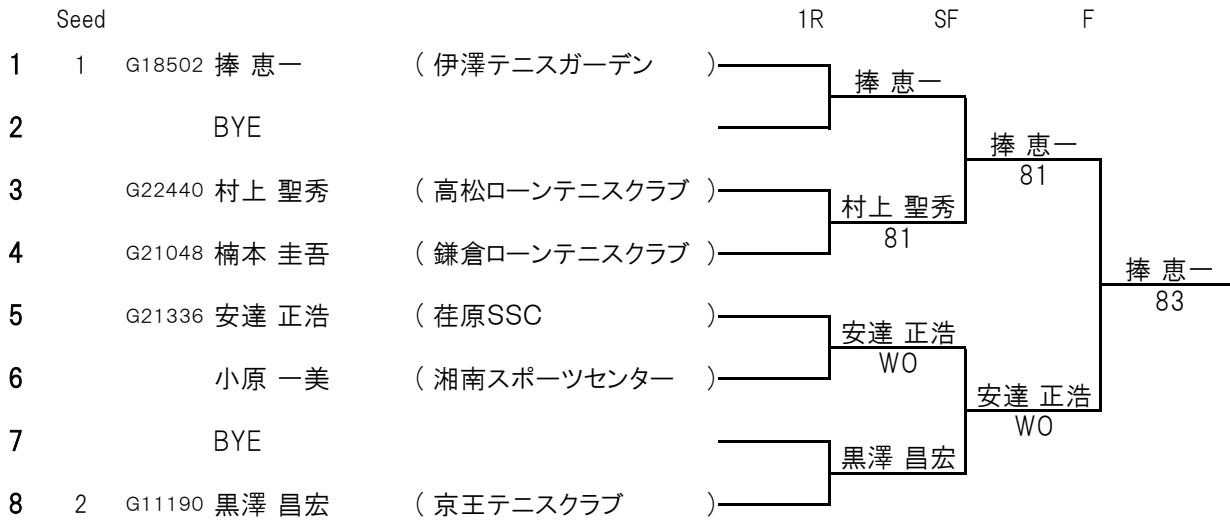 Seed 1R SF F
1 1 G18502 捧 恵一 ( 伊澤テニスガーデン )
捧 恵一
2 BYE
捧 恵一
81
3 G22440 村上 聖秀 ( 高松ローンテニスクラブ )
村上 聖秀
81
4 G21048 楠本 圭吾 ( 鎌倉ローンテニスクラブ )
捧 恵一
83
5 G21336 安達 正浩 ( 荏原SSC )
安達 正浩
WO
6 小原 一美 ( 湘南スポーツセンター )
安達 正浩
WO
7 BYE
黒澤 昌宏
8 2 G11190 黒澤 昌宏 ( 京王テニスクラブ )